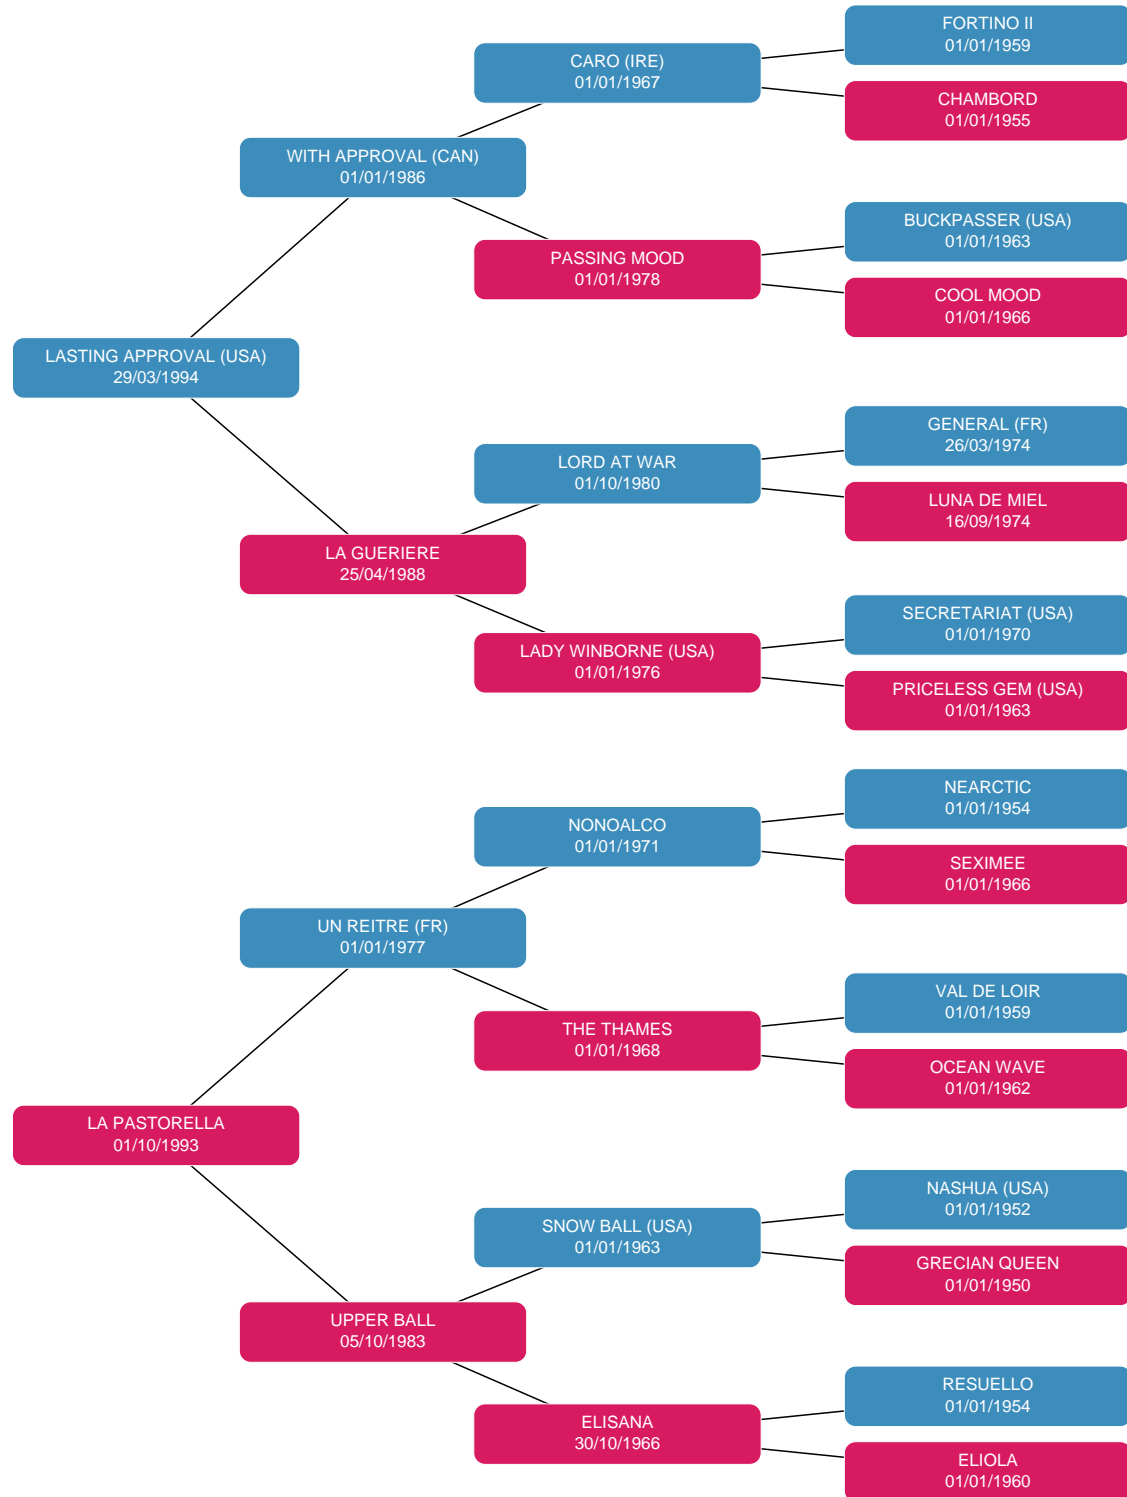 FORTINO II
01/01/1959
CARO (IRE)
01/01/1967
CHAMBORD
01/01/1955
WITH APPROVAL (CAN)
01/01/1986
BUCKPASSER (USA)
01/01/1963
PASSING MOOD
01/01/1978
COOL MOOD
01/01/1966
LASTING APPROVAL (USA)
29/03/1994
GENERAL (FR)
26/03/1974
LORD AT WAR
01/10/1980
LUNA DE MIEL
16/09/1974
LA GUERIERE
25/04/1988
SECRETARIAT (USA)
01/01/1970
LADY WINBORNE (USA)
01/01/1976
PRICELESS GEM (USA)
01/01/1963
NEARCTIC
01/01/1954
NONOALCO
01/01/1971
SEXIMEE
01/01/1966
UN REITRE (FR)
01/01/1977
VAL DE LOIR
01/01/1959
THE THAMES
01/01/1968
OCEAN WAVE
01/01/1962
LA PASTORELLA
01/10/1993
NASHUA (USA)
01/01/1952
SNOW BALL (USA)
01/01/1963
GRECIAN QUEEN
01/01/1950
UPPER BALL
05/10/1983
RESUELLO
01/01/1954
ELISANA
30/10/1966
ELIOLA
01/01/1960